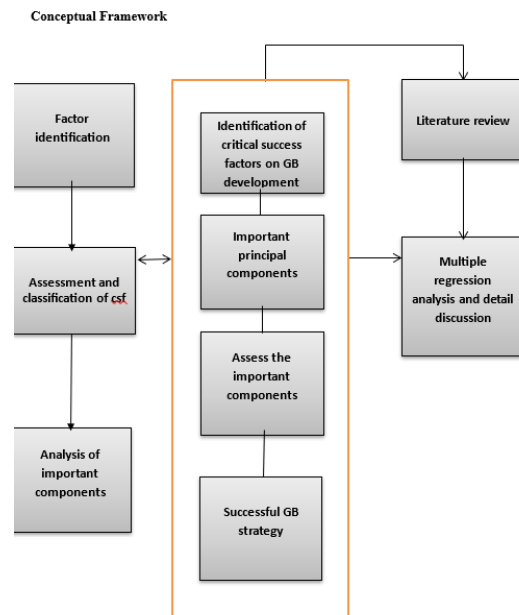 Conceptual Framework
Factor
identification
Assessment and
classification of csf
Analysis of
important
components
Identification of
critical success
factors on GB
development
Important
principal
components
Assess the
important
components
Successful GB
strategy
Literature review
Multiple
regression
analysis and detail
discussion